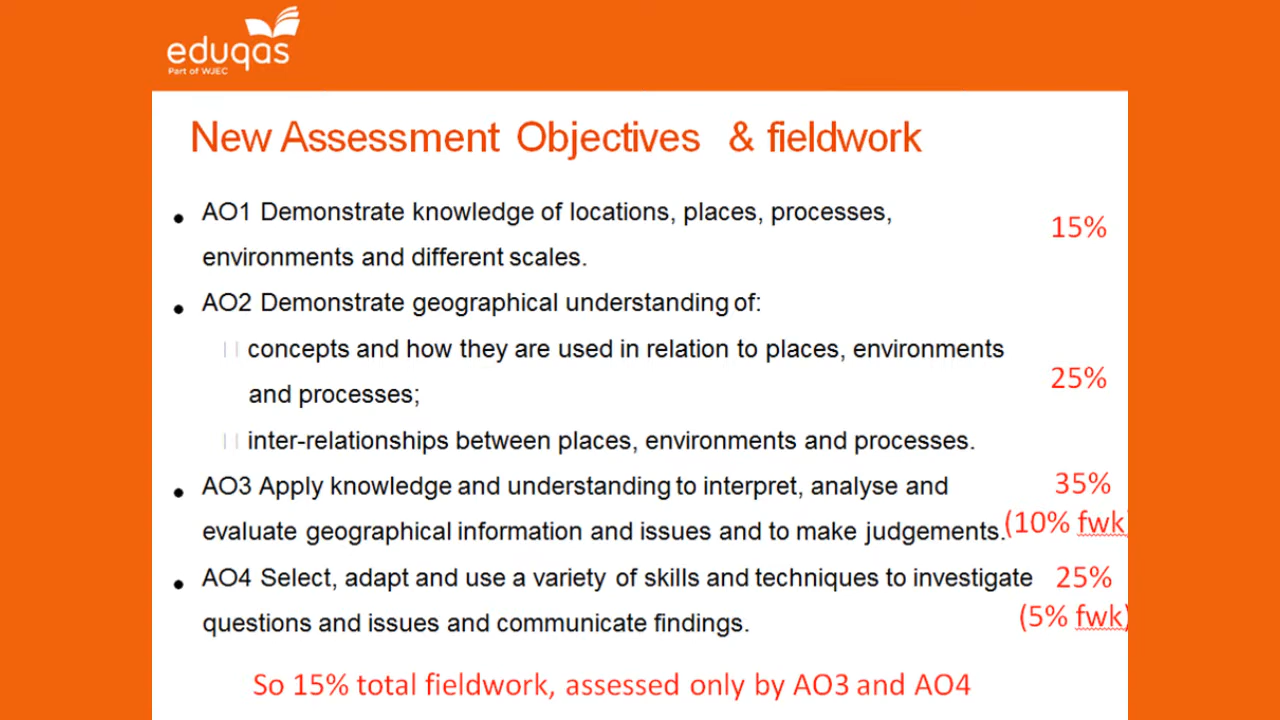 eduqas
Part of WJEC
New Assessment Objectives & fieldwork
• AO1 Demonstrate knowledge of locations, places, processes,
environments and different scales.
15%
• AO2 Demonstrate geographical understanding of:
concepts and how they are used in relation to places, environments
and processes;
25%
inter-relationships between places, environments and processes.
• AO3 Apply knowledge and understanding to interpret, analyse and
35%
evaluate geographical information and issues and to make judgements.
(10% fwk)
• AO4 Select, adapt and use a variety of skills and techniques to investigate
25%
questions and issues and communicate findings.
(5% fwk)
So 15% total fieldwork, assessed only by AO3 and AO4